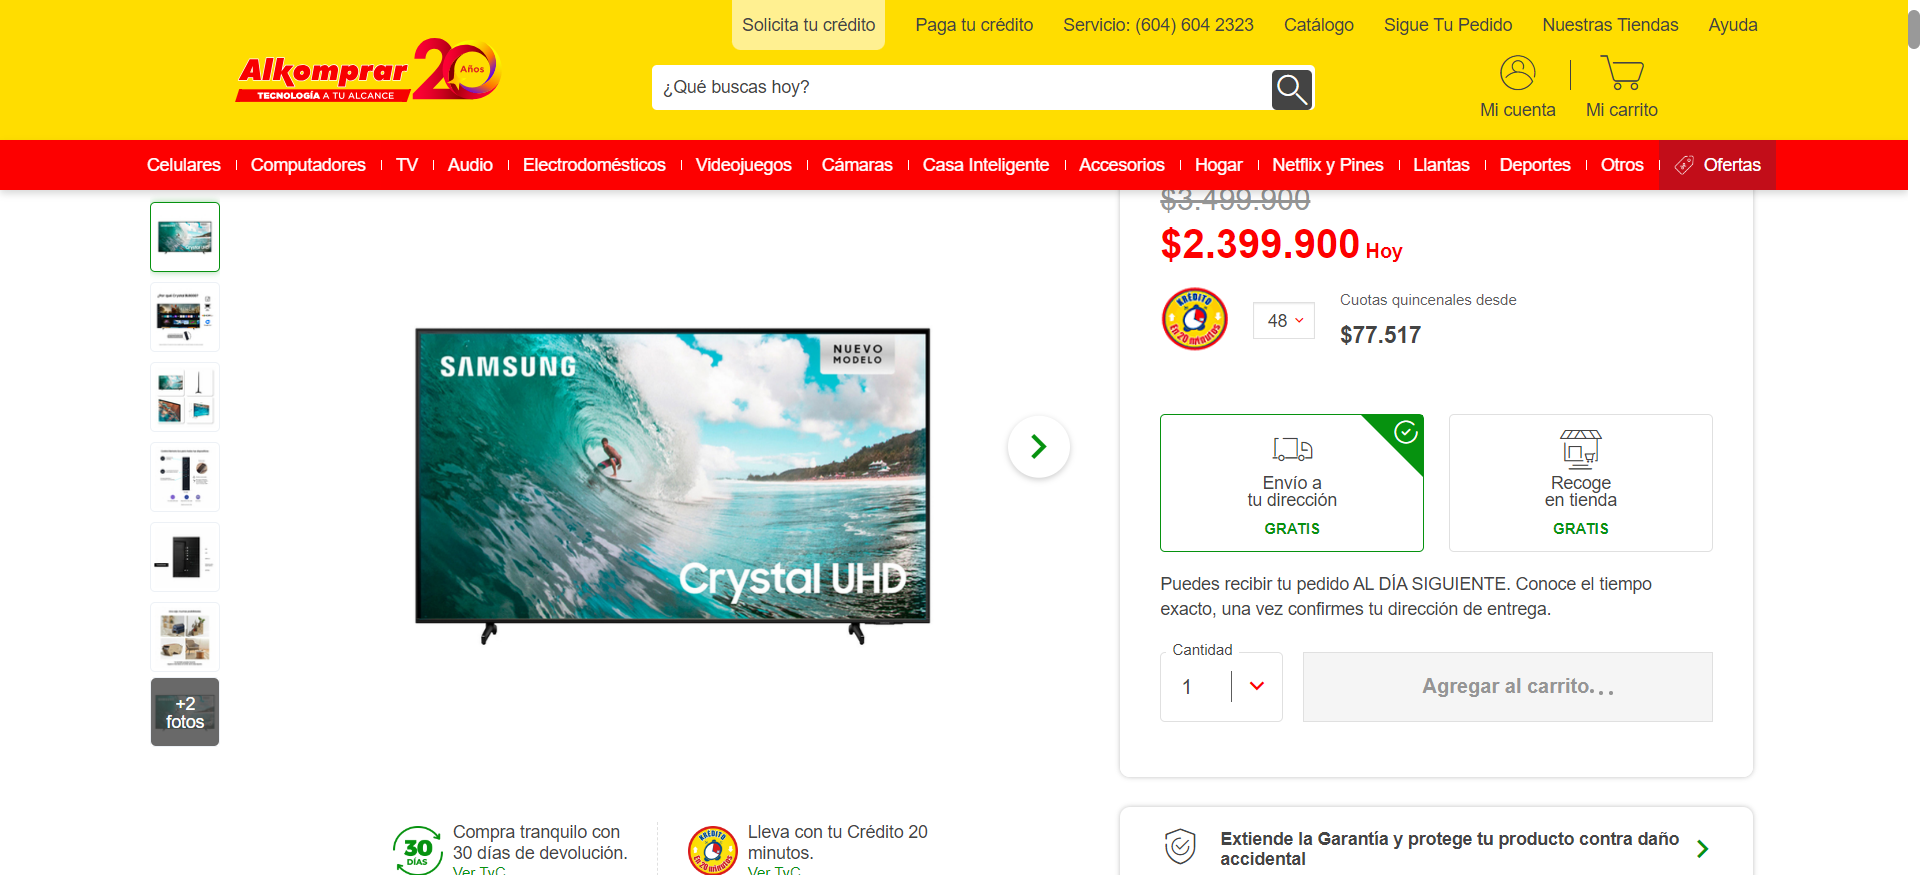 Solicita tu crédito
Paga tu crédito
Servicio: (604) 604 2323
Catálogo
Sigue Tu Pedido
Nuestras Tiendas
Ayuda
Alkomprar 20 Años
TECNOLOGÍA A TU ALCANCE
¿Qué buscas hoy?
Mi cuenta
Mi carrito
Celulares
Computadores
TV
Audio
Electrodomésticos
Videojuegos
Cámaras
Casa Inteligente
Accesorios
Hogar
Netflix y Pines
Llantas
Deportes
Otros
Ofertas
+2
fotos
SAMSUNG
NUEVO
MODELO
Crystal UHD
$3.499.900
$2.399.900 Hoy
KRÉDITO
En 20 minutos
48
Cuotas quincenales desde
$77.517
Envío a
tu dirección
GRATIS
Recoge
en tienda
GRATIS
Puedes recibir tu pedido AL DÍA SIGUIENTE. Conoce el tiempo
exacto, una vez confirmes tu dirección de entrega.
Cantidad
1
Agregar al carrito...
30
DÍAS
Compra tranquilo con
30 días de devolución.
Ver TyC
KRÉDITO
En 20 minutos
Lleva con tu Crédito 20
minutos.
Ver TyC
Extiende la Garantía y protege tu producto contra daño
accidental